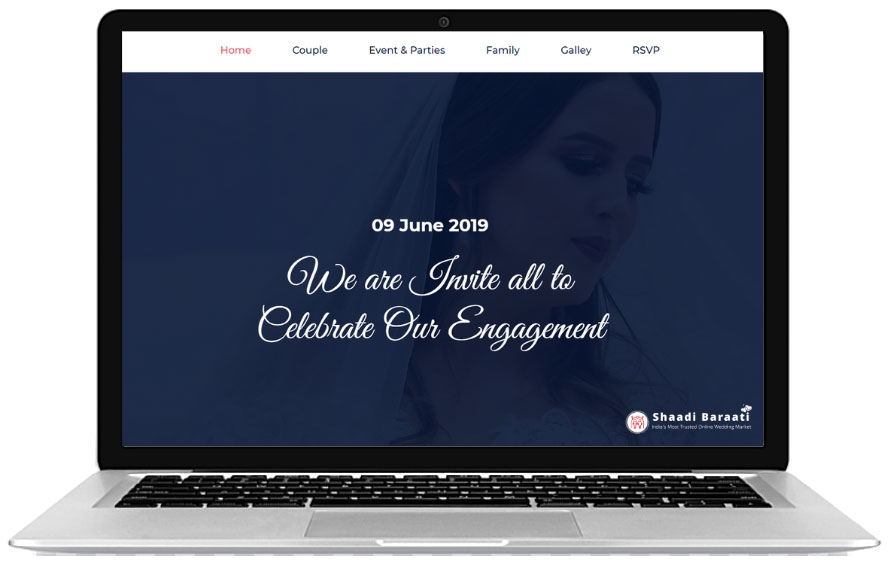 Home Couple Event & Parties Family Galley RSVP
09 June 2019
We are Invite all to
Celebrate Our Engagement
Shaadi Baraati
India's Most Trusted Online Wedding Market